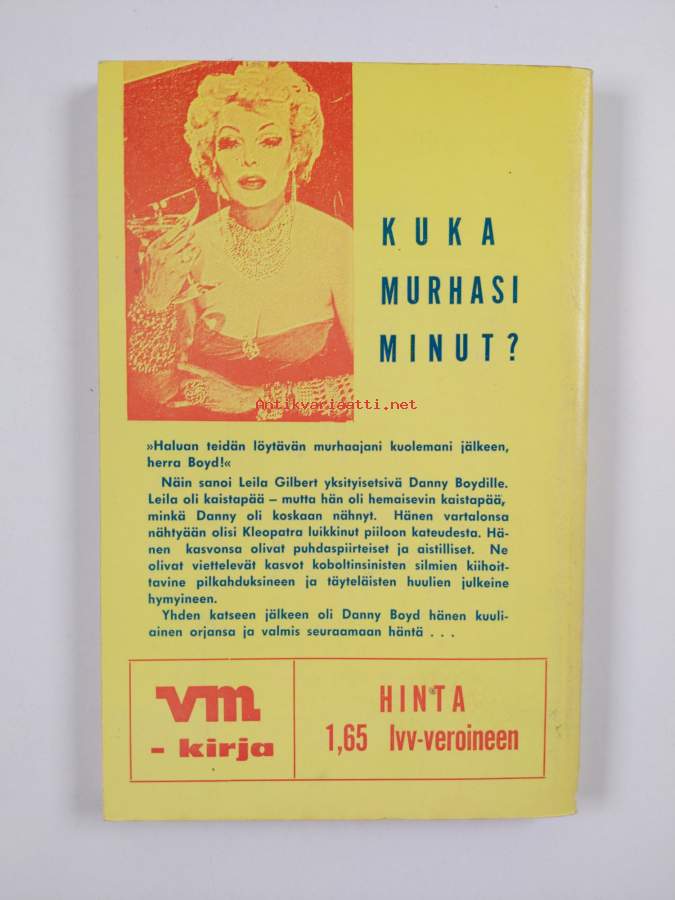 KUKA
MURHASI
MINUT?
Antikvariaatti.net
»Haluan teidän löytävän murhaajani kuolemani jälkeen,
herra Boyd!«
Näin sanoi Leila Gilbert yksityisetsivä Danny Boydille.
Leila oli kaistapää – mutta hän oli hemaisevin kaistapää,
minkä Danny oli koskaan nähnyt. Hänen vartalonsa
nähtyään olisi Kleopatra luikkinut piiloon kateudesta. Hä-
nen kasvonsa olivat puhdaspiirteiset ja aistilliset. Ne
olivat viettelevät kasvot koboltinsinisten silmien kiihoit-
tavine pilkahduksineen ja täyteläisten huulien julkeine
hymyineen.
Yhden katseen jälkeen oli Danny Boyd hänen kuuli-
ainen orjansa ja valmis seuraamaan häntä . . .
vm
- kirja
HINTA
1,65 lvv-veroineen